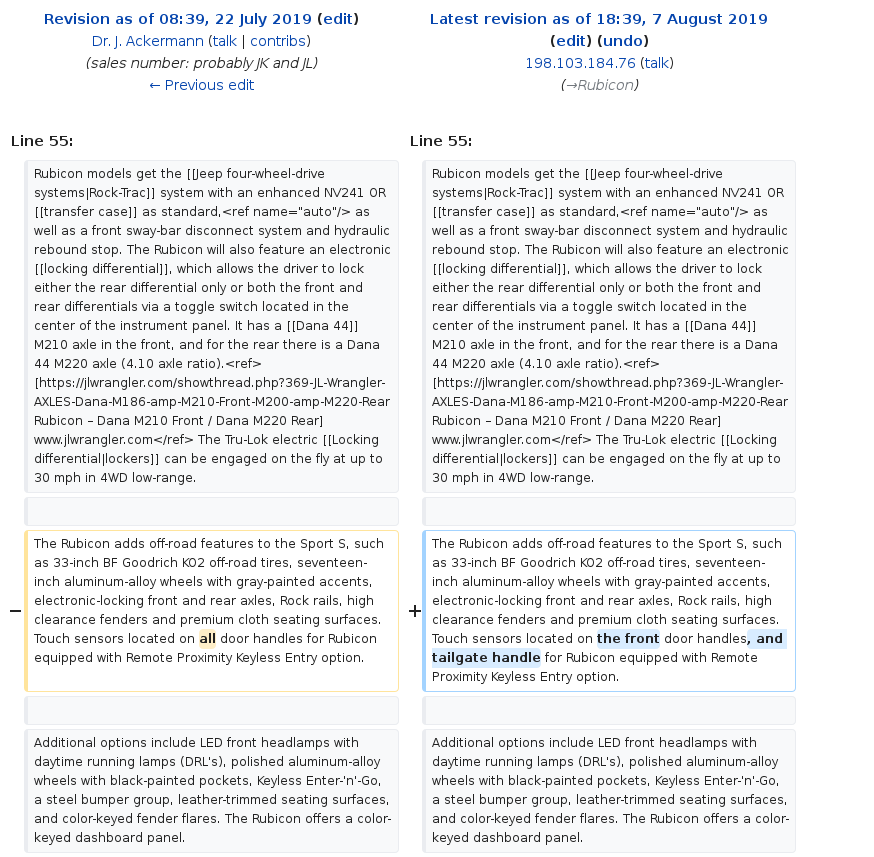 Revision as of 08:39, 22 July 2019 (edit)
Dr. J. Ackermann (talk | contribs)
(sales number: probably JK and JL)
← Previous edit
Latest revision as of 18:39, 7 August 2019
(edit) (undo)
198.103.184.76 (talk)
(→Rubicon)
Line 55:
Rubicon models get the [[Jeep four-wheel-drive
systems|Rock-Trac]] system with an enhanced NV241 OR
[[transfer case]] as standard,<ref name="auto"/> as
well as a front sway-bar disconnect system and hydraulic
rebound stop. The Rubicon will also feature an electronic
[[locking differential]], which allows the driver to lock
either the rear differential only or both the front and
rear differentials via a toggle switch located in the
center of the instrument panel. It has a [[Dana 44]]
M210 axle in the front, and for the rear there is a Dana
44 M220 axle (4.10 axle ratio).<ref>
[https://jlwrangler.com/showthread.php?369-JL-Wrangler-
AXLES-Dana-M186-amp-M210-Front-M200-amp-M220-Rear
Rubicon – Dana M210 Front / Dana M220 Rear]
www.jlwrangler.com</ref> The Tru-Lok electric [[Locking
differential|lockers]] can be engaged on the fly at up to
30 mph in 4WD low-range.
Line 55:
Rubicon models get the [[Jeep four-wheel-drive
systems|Rock-Trac]] system with an enhanced NV241 OR
[[transfer case]] as standard,<ref name="auto"/> as
well as a front sway-bar disconnect system and hydraulic
rebound stop. The Rubicon will also feature an electronic
[[locking differential]], which allows the driver to lock
either the rear differential only or both the front and
rear differentials via a toggle switch located in the
center of the instrument panel. It has a [[Dana 44]]
M210 axle in the front, and for the rear there is a Dana
44 M220 axle (4.10 axle ratio).<ref>
[https://jlwrangler.com/showthread.php?369-JL-Wrangler-
AXLES-Dana-M186-amp-M210-Front-M200-amp-M220-Rear
Rubicon – Dana M210 Front / Dana M220 Rear]
www.jlwrangler.com</ref> The Tru-Lok electric [[Locking
differential|lockers]] can be engaged on the fly at up to
30 mph in 4WD low-range.
−
The Rubicon adds off-road features to the Sport S, such
as 33-inch BF Goodrich KO2 off-road tires, seventeen-
inch aluminum-alloy wheels with gray-painted accents,
electronic-locking front and rear axles, Rock rails, high
clearance fenders and premium cloth seating surfaces.
Touch sensors located on all door handles for Rubicon
equipped with Remote Proximity Keyless Entry option.
+
The Rubicon adds off-road features to the Sport S, such
as 33-inch BF Goodrich KO2 off-road tires, seventeen-
inch aluminum-alloy wheels with gray-painted accents,
electronic-locking front and rear axles, Rock rails, high
clearance fenders and premium cloth seating surfaces.
Touch sensors located on the front door handles, and
tailgate handle for Rubicon equipped with Remote
Proximity Keyless Entry option.
Additional options include LED front headlamps with
daytime running lamps (DRL's), polished aluminum-alloy
wheels with black-painted pockets, Keyless Enter-'n'-Go,
a steel bumper group, leather-trimmed seating surfaces,
and color-keyed fender flares. The Rubicon offers a color-
keyed dashboard panel.
Additional options include LED front headlamps with
daytime running lamps (DRL's), polished aluminum-alloy
wheels with black-painted pockets, Keyless Enter-'n'-Go,
a steel bumper group, leather-trimmed seating surfaces,
and color-keyed fender flares. The Rubicon offers a color-
keyed dashboard panel.